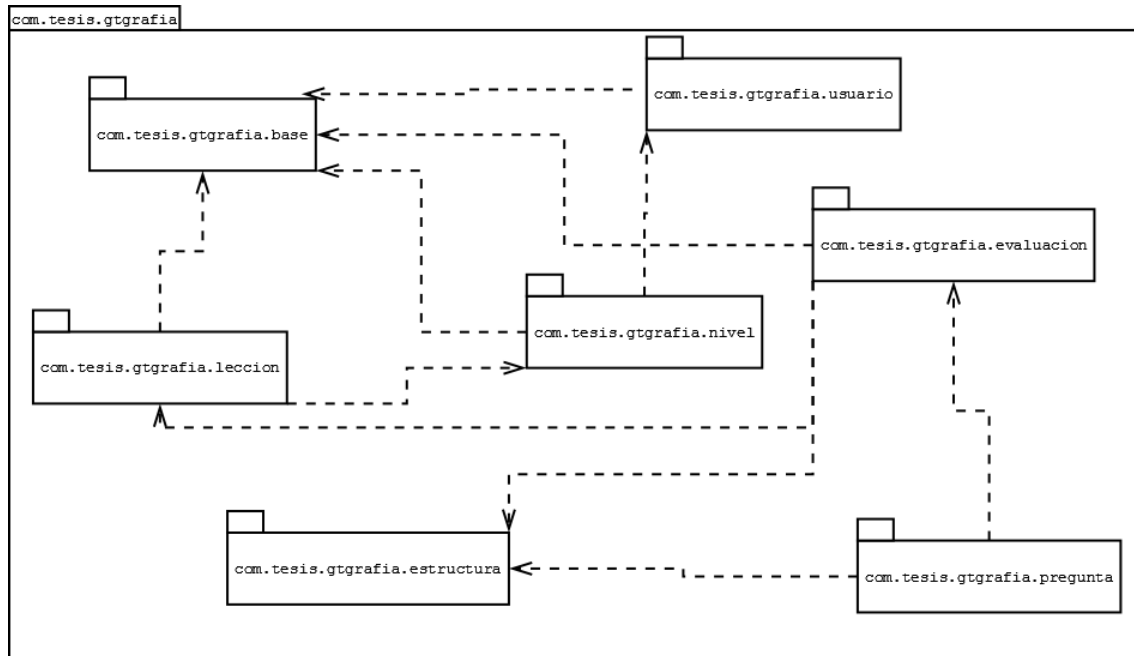 com.tesis.gtgrafia
com.tesis.gtgrafia.usuario
com.tesis.gtgrafia.base
com.tesis.gtgrafia.evaluacion
com.tesis.gtgrafia.nivel
com.tesis.gtgrafia.leccion
com.tesis.gtgrafia.estructura
com.tesis.gtgrafia.pregunta